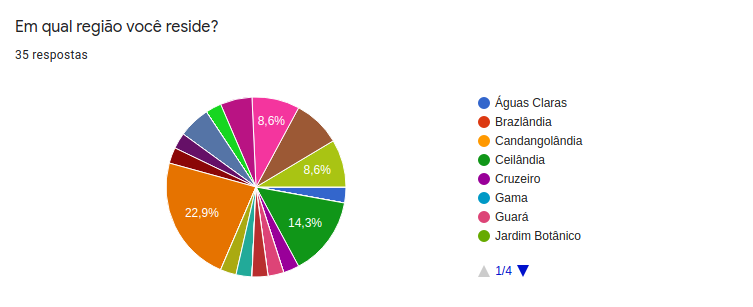 Em qual região você reside?
35 respostas
8,6%
8,6%
22,9%
14,3%
Águas Claras
Brazlândia
Candangolândia
Ceilândia
Cruzeiro
Gama
Guará
Jardim Botânico
1/4